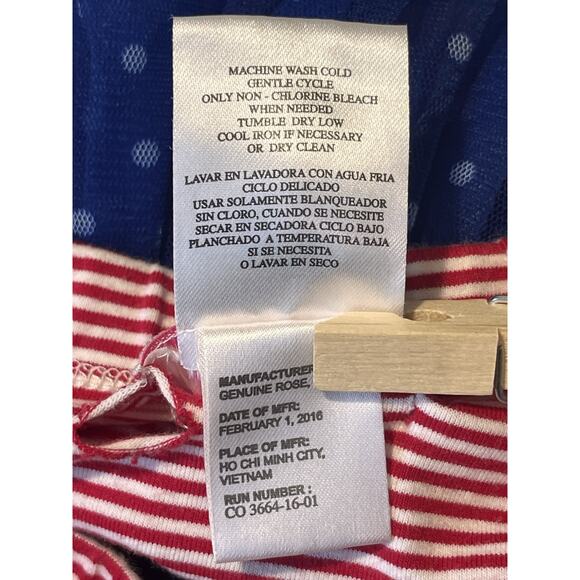 MACHINE WASH COLD
GENTLE CYCLE
ONLY NON - CHLORINE BLEACH
WHEN NEEDED
TUMBLE DRY LOW
COOL IRON IF NECESSARY
OR DRY CLEAN
LAVAR EN LAVADORA CON AGUA FRIA
CICLO DELICADO
USAR SOLAMENTE BLANQUEADOR
SIN CLORO, CUANDO SE NECESITE
SECAR EN SECADORA CICLO BAJO
PLANCHADO A TEMPERATURA BAJA
SI SE NECESITA
O LAVAR EN SECO
MANUFACTURER
GENUINE ROSE,
DATE OF MFR:
FEBRUARY 1, 2016
PLACE OF MFR:
HO CHI MINH CITY,
VIETNAM
RUN NUMBER :
CO 3664-16-01